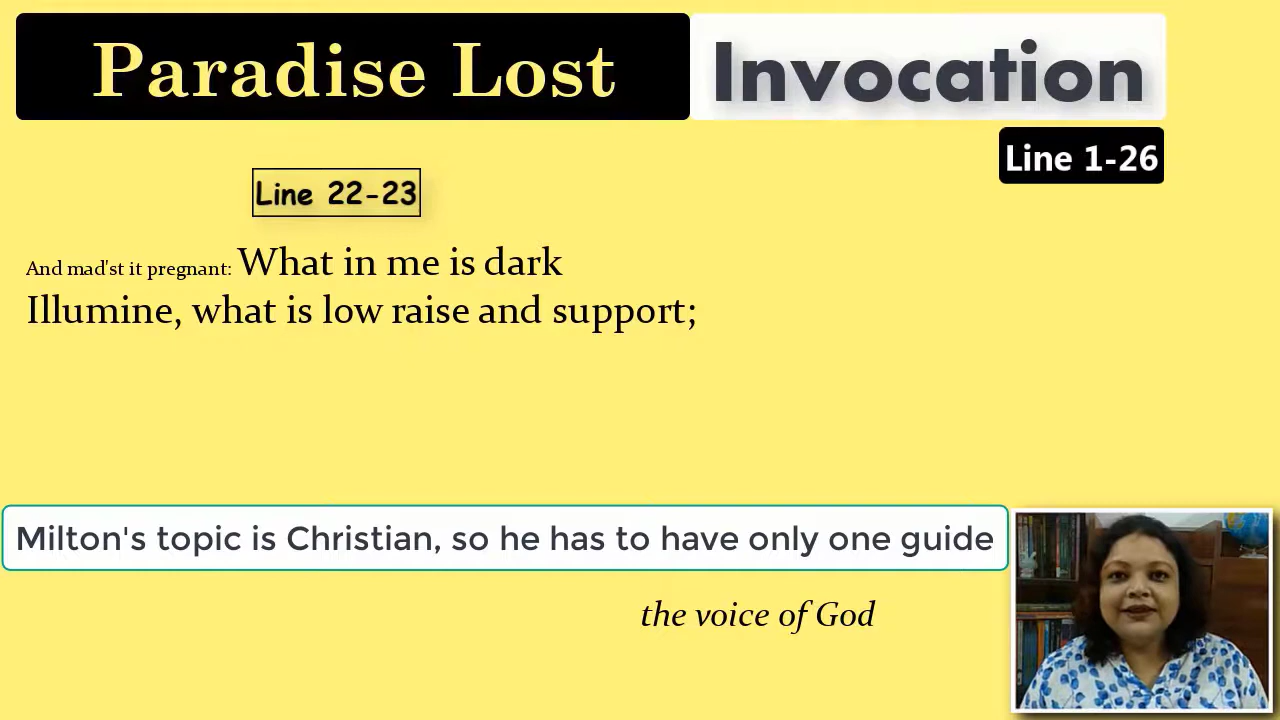 Paradise Lost Invocation
Line 1-26
Line 22-23
And mad'st it pregnant: What in me is dark
Illumine, what is low raise and support;
Milton's topic is Christian, so he has to have only one guide
the voice of God